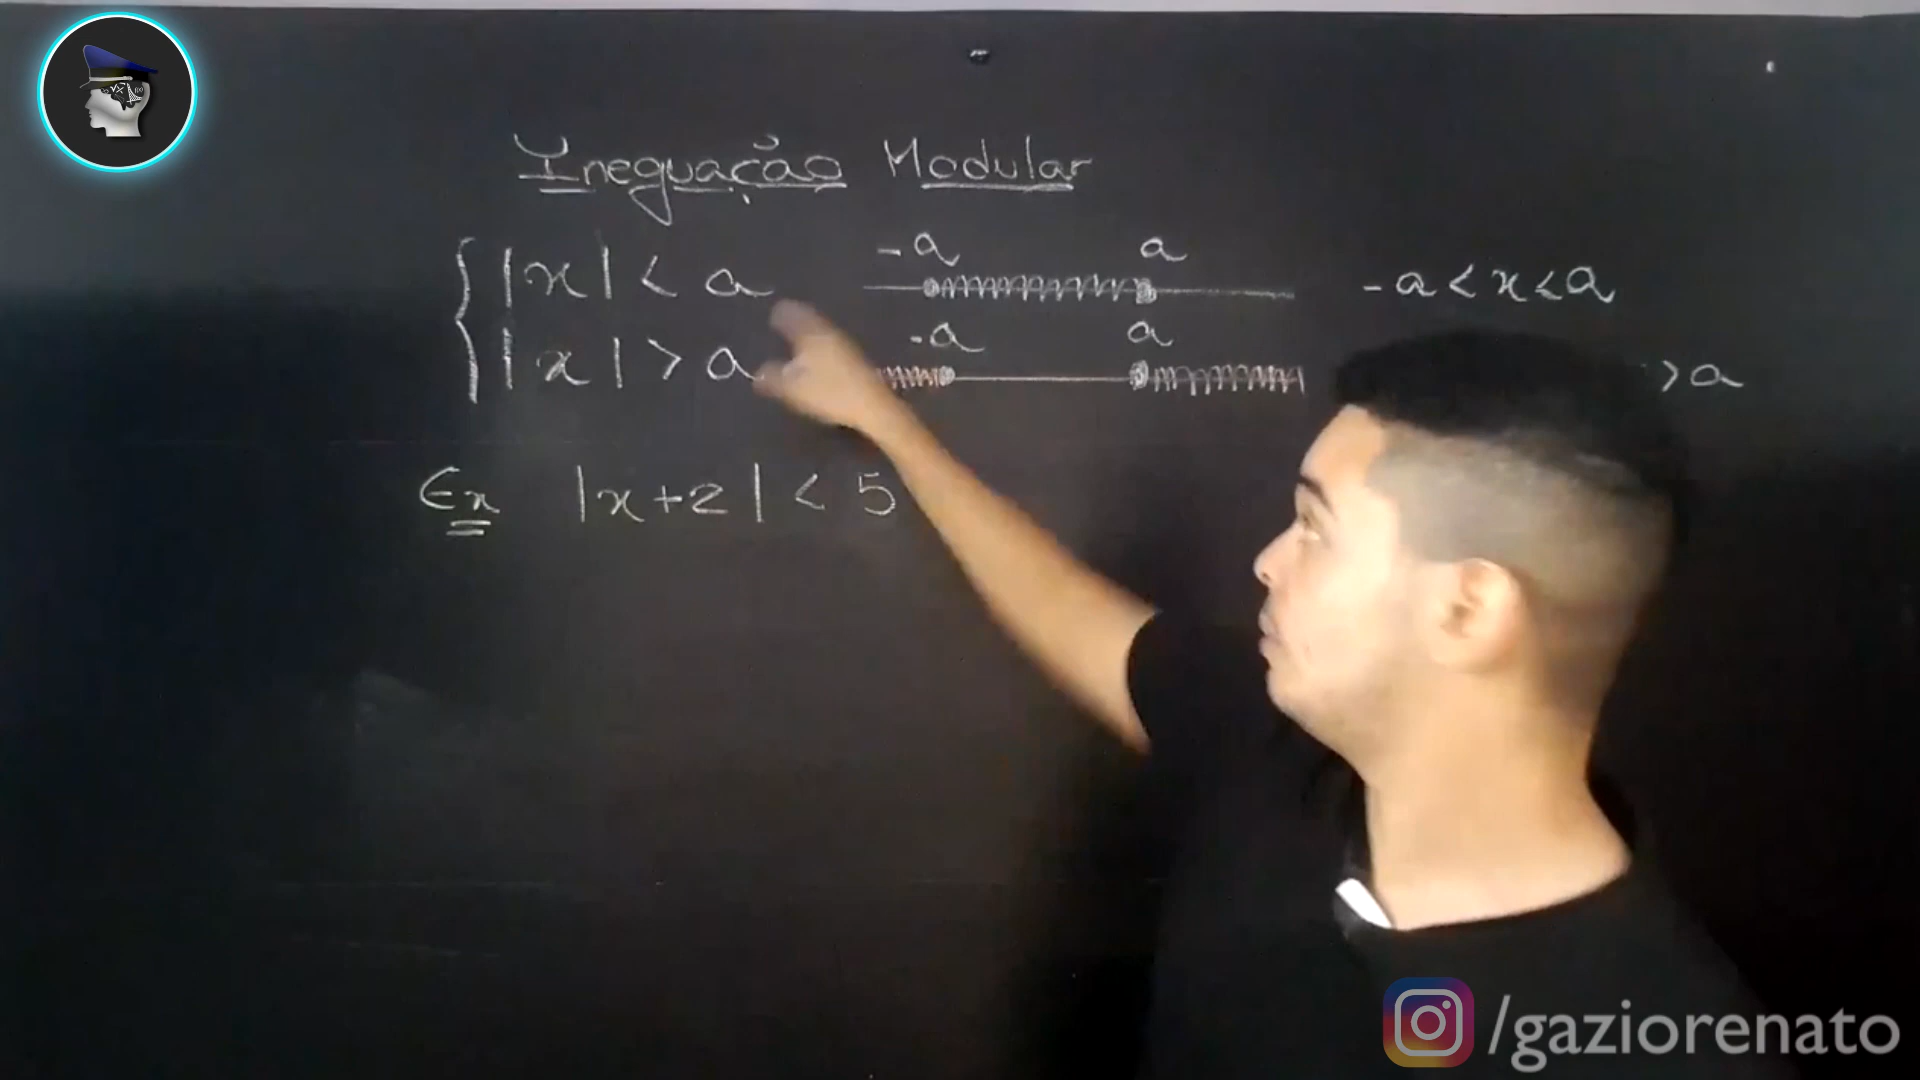 Inequação Modular
|x| < a -a a -a < x < a
|x| > a -a a > a
Ex |x+2| < 5
/gaziorenato